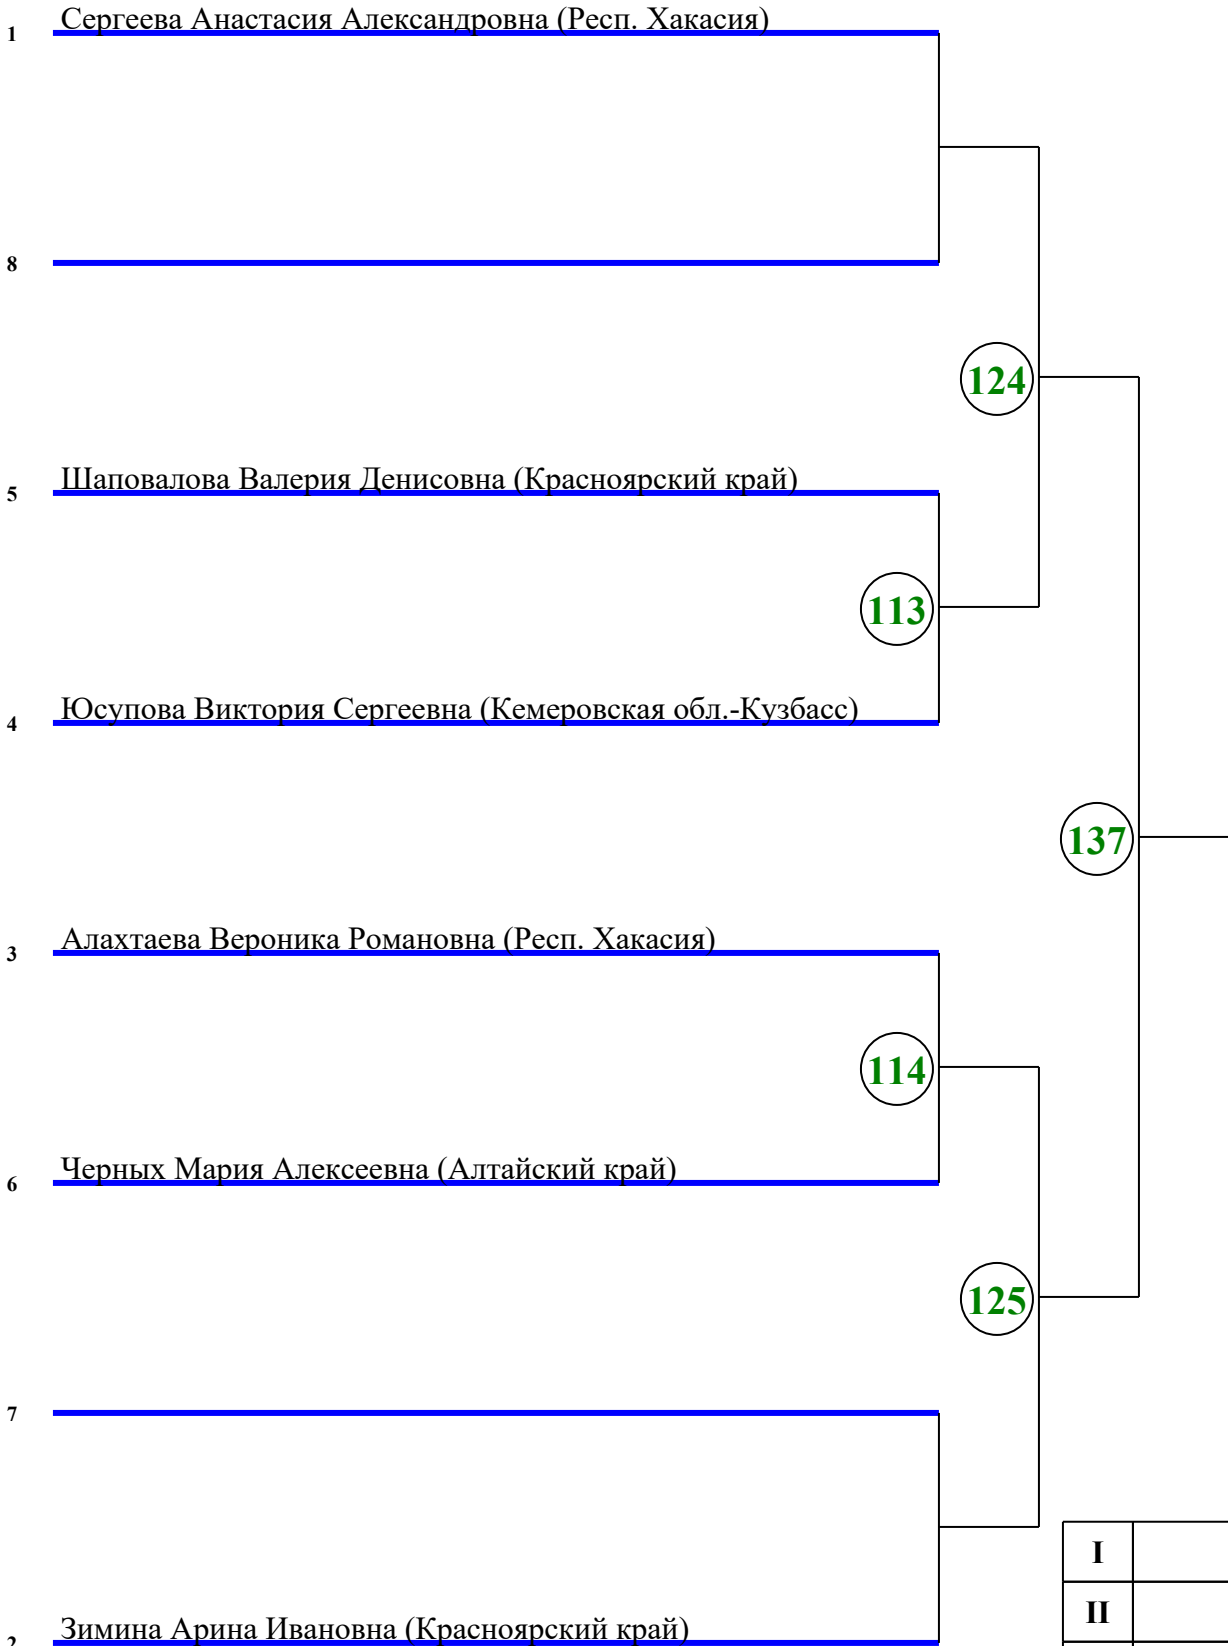 1 Сергеева Анастасия Александровна (Респ. Хакасия)
8
124
5 Шаповалова Валерия Денисовна (Красноярский край)
113
4 Юсупова Виктория Сергеевна (Кемеровская обл.-Кузбасс)
137
3 Алахтаева Вероника Романовна (Респ. Хакасия)
114
6 Черных Мария Алексеевна (Алтайский край)
125
7
I
II
2 Зимина Арина Ивановна (Красноярский край)